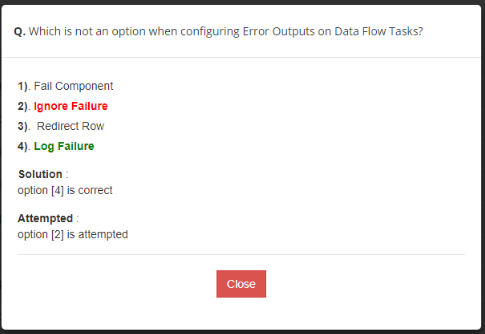 Q. Which is not an option when configuring Error Outputs on Data Flow Tasks?
1). Fail Component
2). Ignore Failure
3). Redirect Row
4). Log Failure
Solution :
option [4] is correct
Attempted :
option [2] is attempted
Close